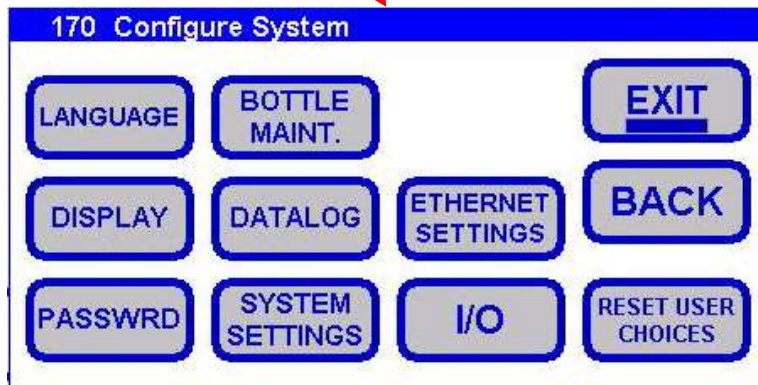 170 Configure System
LANGUAGE
BOTTLE
MAINT.
EXIT
DISPLAY
DATALOG
ETHERNET
SETTINGS
BACK
PASSWRD
SYSTEM
SETTINGS
I/O
RESET USER
CHOICES